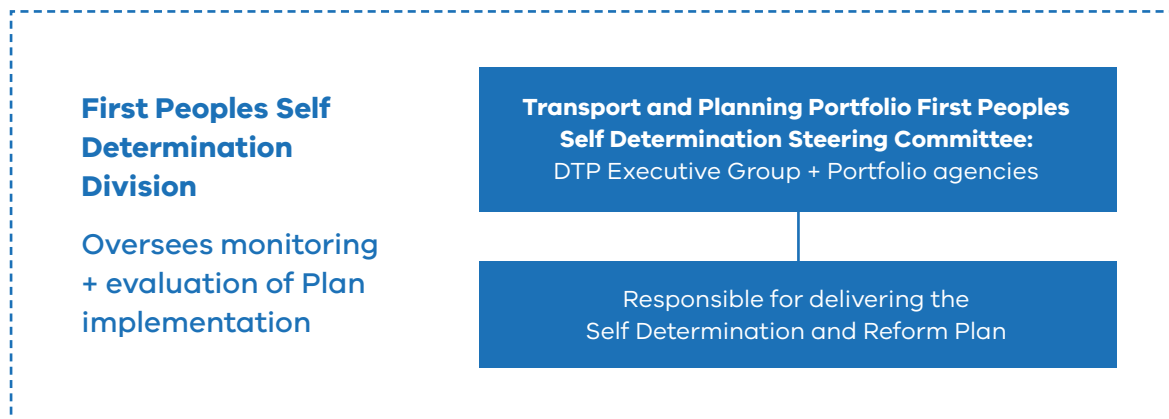 First Peoples Self
Determination
Division
Oversees monitoring
+ evaluation of Plan
implementation
Transport and Planning Portfolio First Peoples
Self Determination Steering Committee:
DTP Executive Group + Portfolio agencies
Responsible for delivering the
Self Determination and Reform Plan